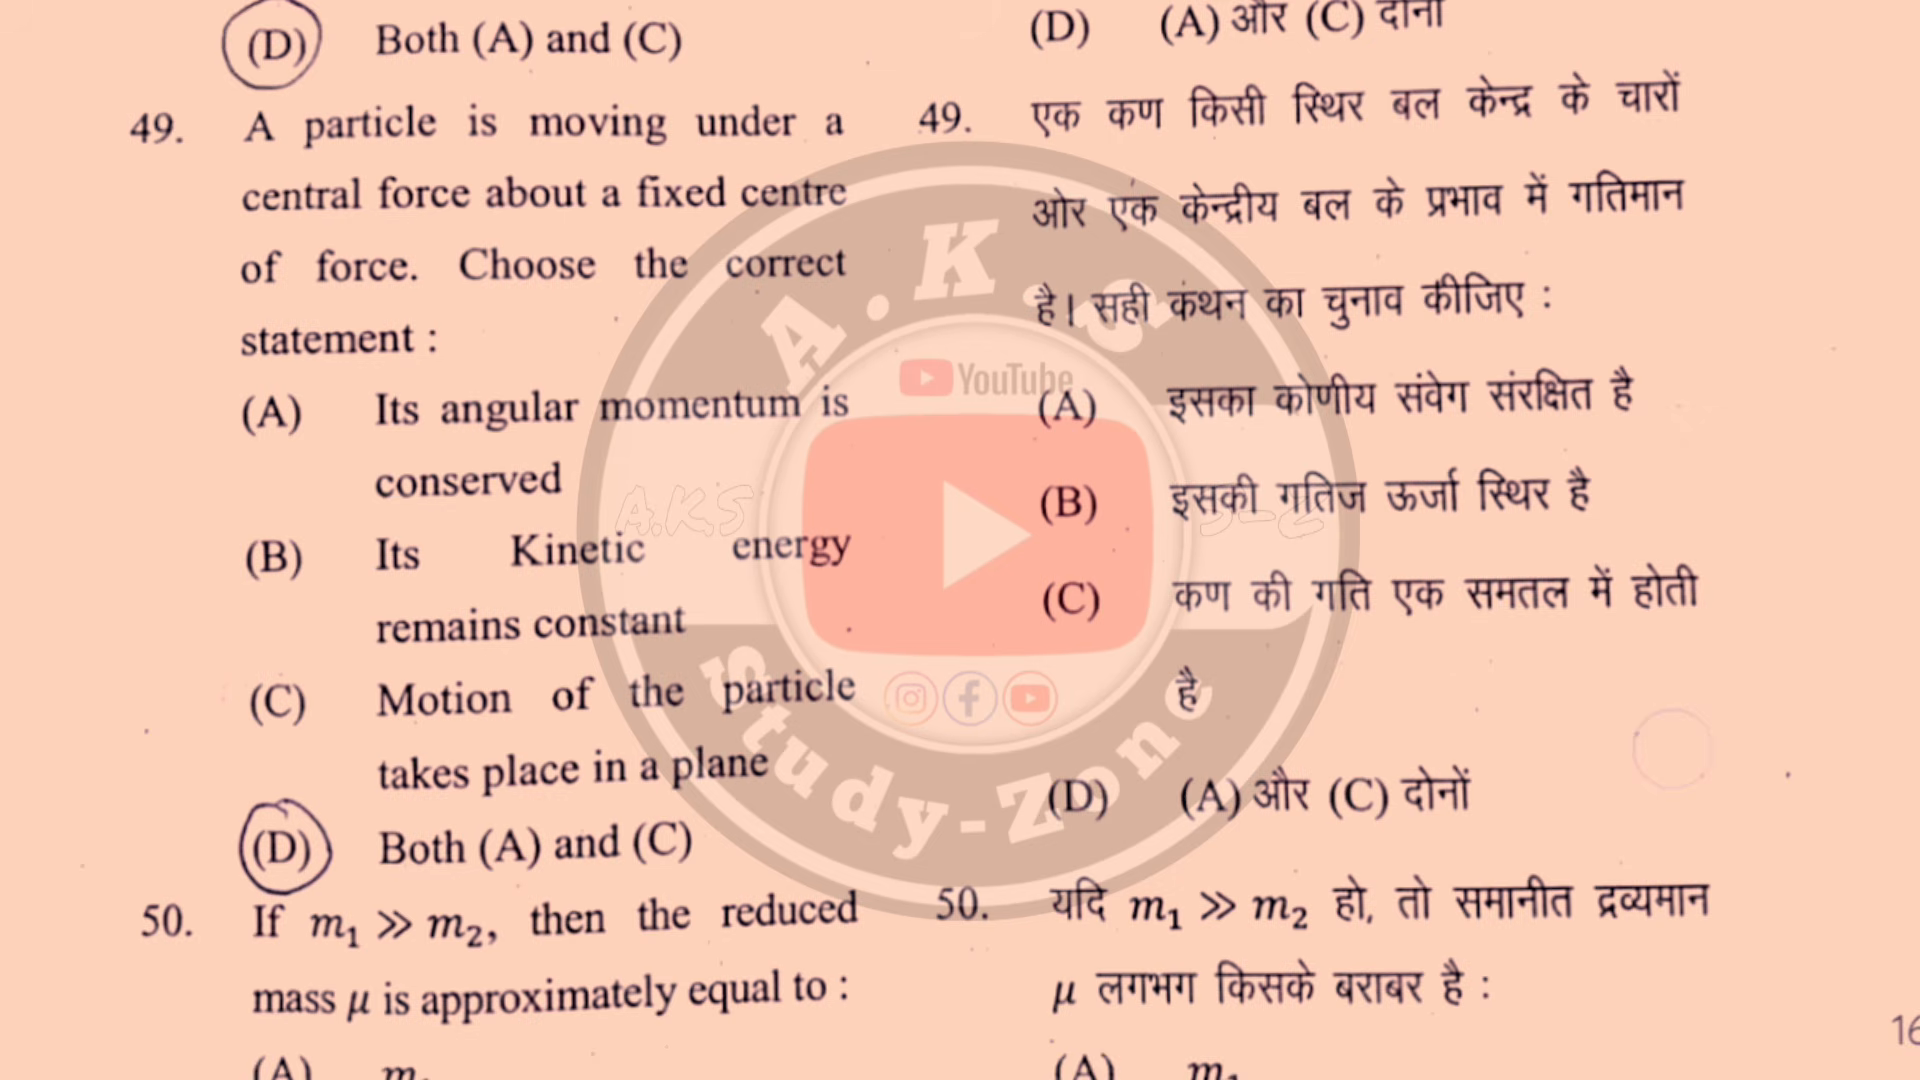 (D) Both (A) and (C)
49. A particle is moving under a
central force about a fixed centre
of force. Choose the correct
statement :
(A) Its angular momentum is
conserved
(B) Its Kinetic energy
remains constant
(C) Motion of the particle
takes place in a plane
(D) Both (A) and (C)
50. If m₁ ≫ m₂, then the reduced
mass μ is approximately equal to :
(A)
(D) (A) और (C) दोनों
49. एक कण किसी स्थिर बल केन्द्र के चारों
ओर एक केन्द्रीय बल के प्रभाव में गतिमान
है। सही कथन का चुनाव कीजिए :
(A) इसका कोणीय संवेग संरक्षित है
(B) इसकी गतिज ऊर्जा स्थिर है
(C) कण की गति एक समतल में होती
है
(D) (A) और (C) दोनों
50. यदि m₁ ≫ m₂ हो, तो समानीत द्रव्यमान
μ लगभग किसके बराबर है :
(A)
A.K.S
YouTube
A.K.S
Study-Zone
16